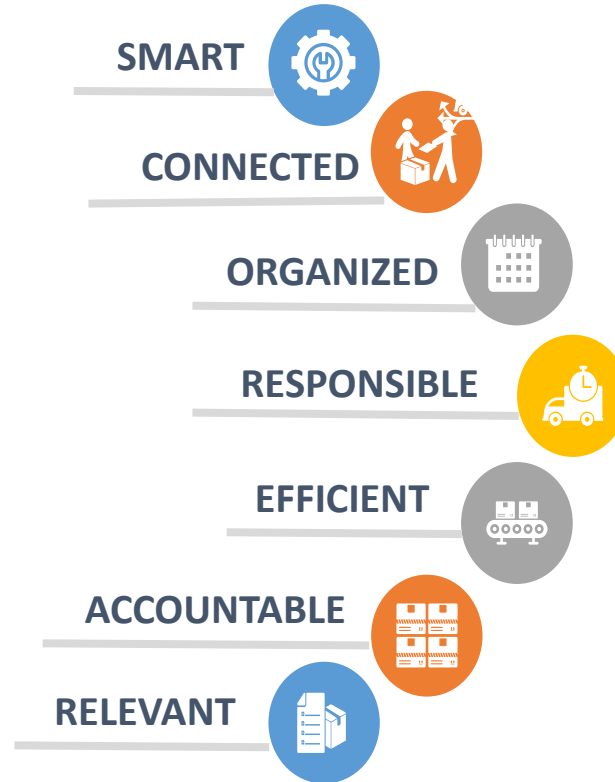 SMART
CONNECTED
ORGANIZED
RESPONSIBLE
EFFICIENT
ACCOUNTABLE
RELEVANT